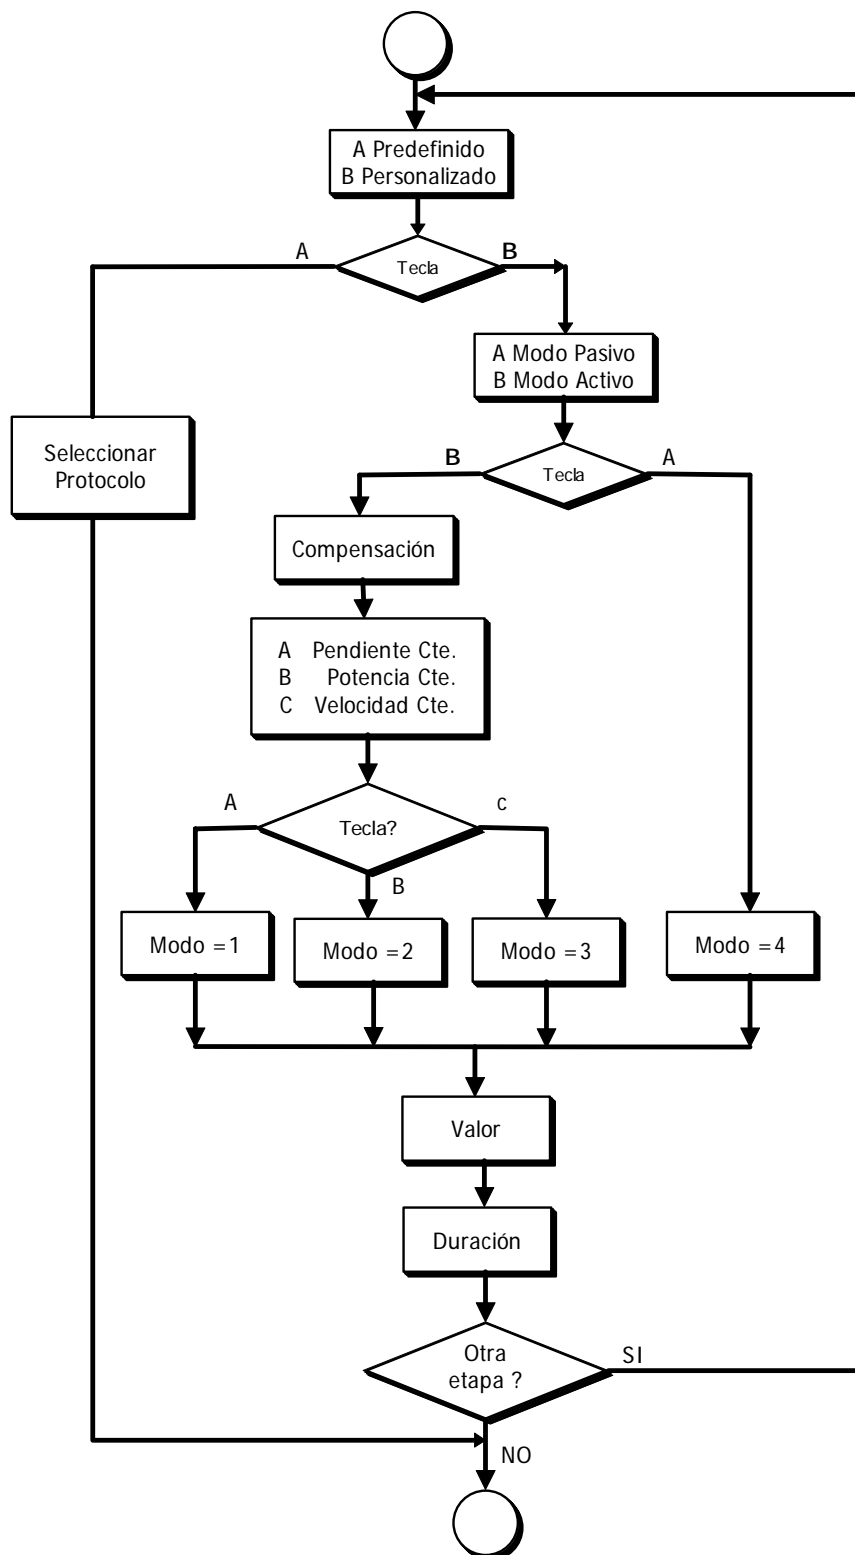 A Predefinido
B Personalizado
A
Tecla
B
A Modo Pasivo
B Modo Activo
Seleccionar
Protocolo
B
Tecla
A
Compensación
A Pendiente Cte.
B Potencia Cte.
C Velocidad Cte.
A
Tecla?
c
B
Modo =1
Modo =2
Modo =3
Modo =4
Valor
Duración
Otra
etapa ?
SI
NO